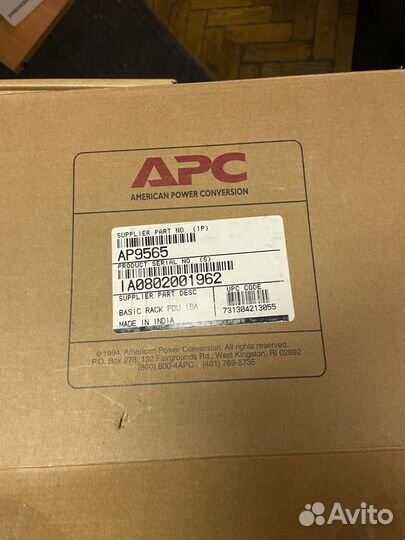 APC
AMERICAN POWER CONVERSION
SUPPLIER PART NO. (1P)
AP9565
PRODUCT SERIAL NO (S)
IA0802001962
SUPPLIER PART DESC
UPC CODE
BASIC RACK PDU 16A
731304213055
MADE IN INDIA
©1994 American Power Conversion. All rights reserved.
P.O. Box 278, 132 Fairgrounds Rd., West Kingston, RI 02892
(800) 800-4APC (401) 789-5735
Avito